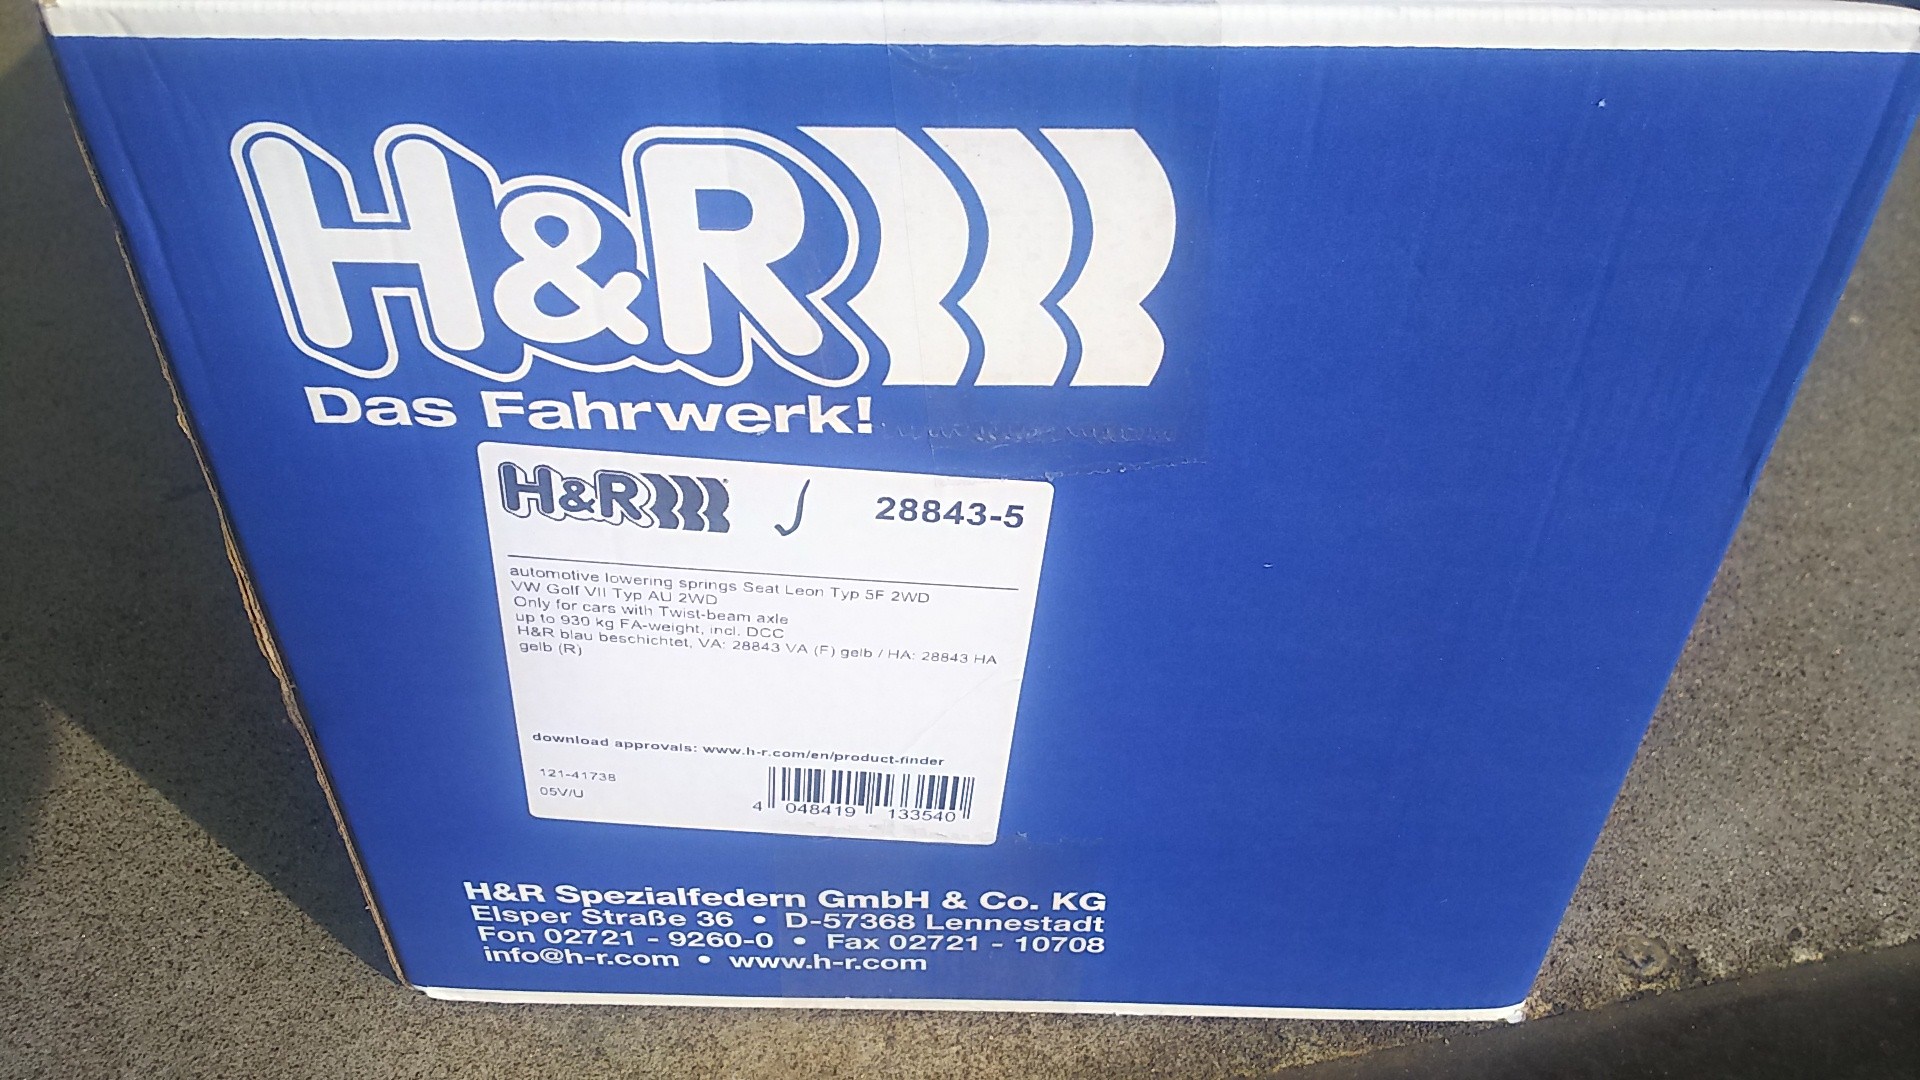 H&R
Das Fahrwerk!
H&R 28843-5
automotive lowering springs Seat Leon Typ 5F 2WD
VW Golf VII Typ AU 2WD
Only for cars with Twist-beam axle
up to 930 kg FA-weight, incl. DCC
H&R blau beschichtet, VA: 28843 VA (F) gelb / HA: 28843 HA
gelb (R)
download approvals: www.h-r.com/en/product-finder
121-41738
05V/U
4 048419 133540
H&R Spezialfedern GmbH & Co. KG
Elsper Straße 36 • D-57368 Lennestadt
Fon 02721 - 9260-0 • Fax 02721 - 10708
info@h-r.com • www.h-r.com